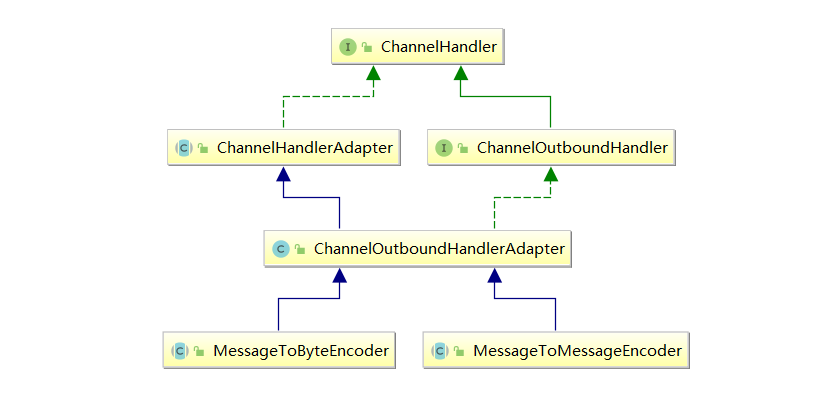 I ChannelHandler
C ChannelHandlerAdapter
I ChannelOutboundHandler
C ChannelOutboundHandlerAdapter
C MessageToByteEncoder
C MessageToMessageEncoder